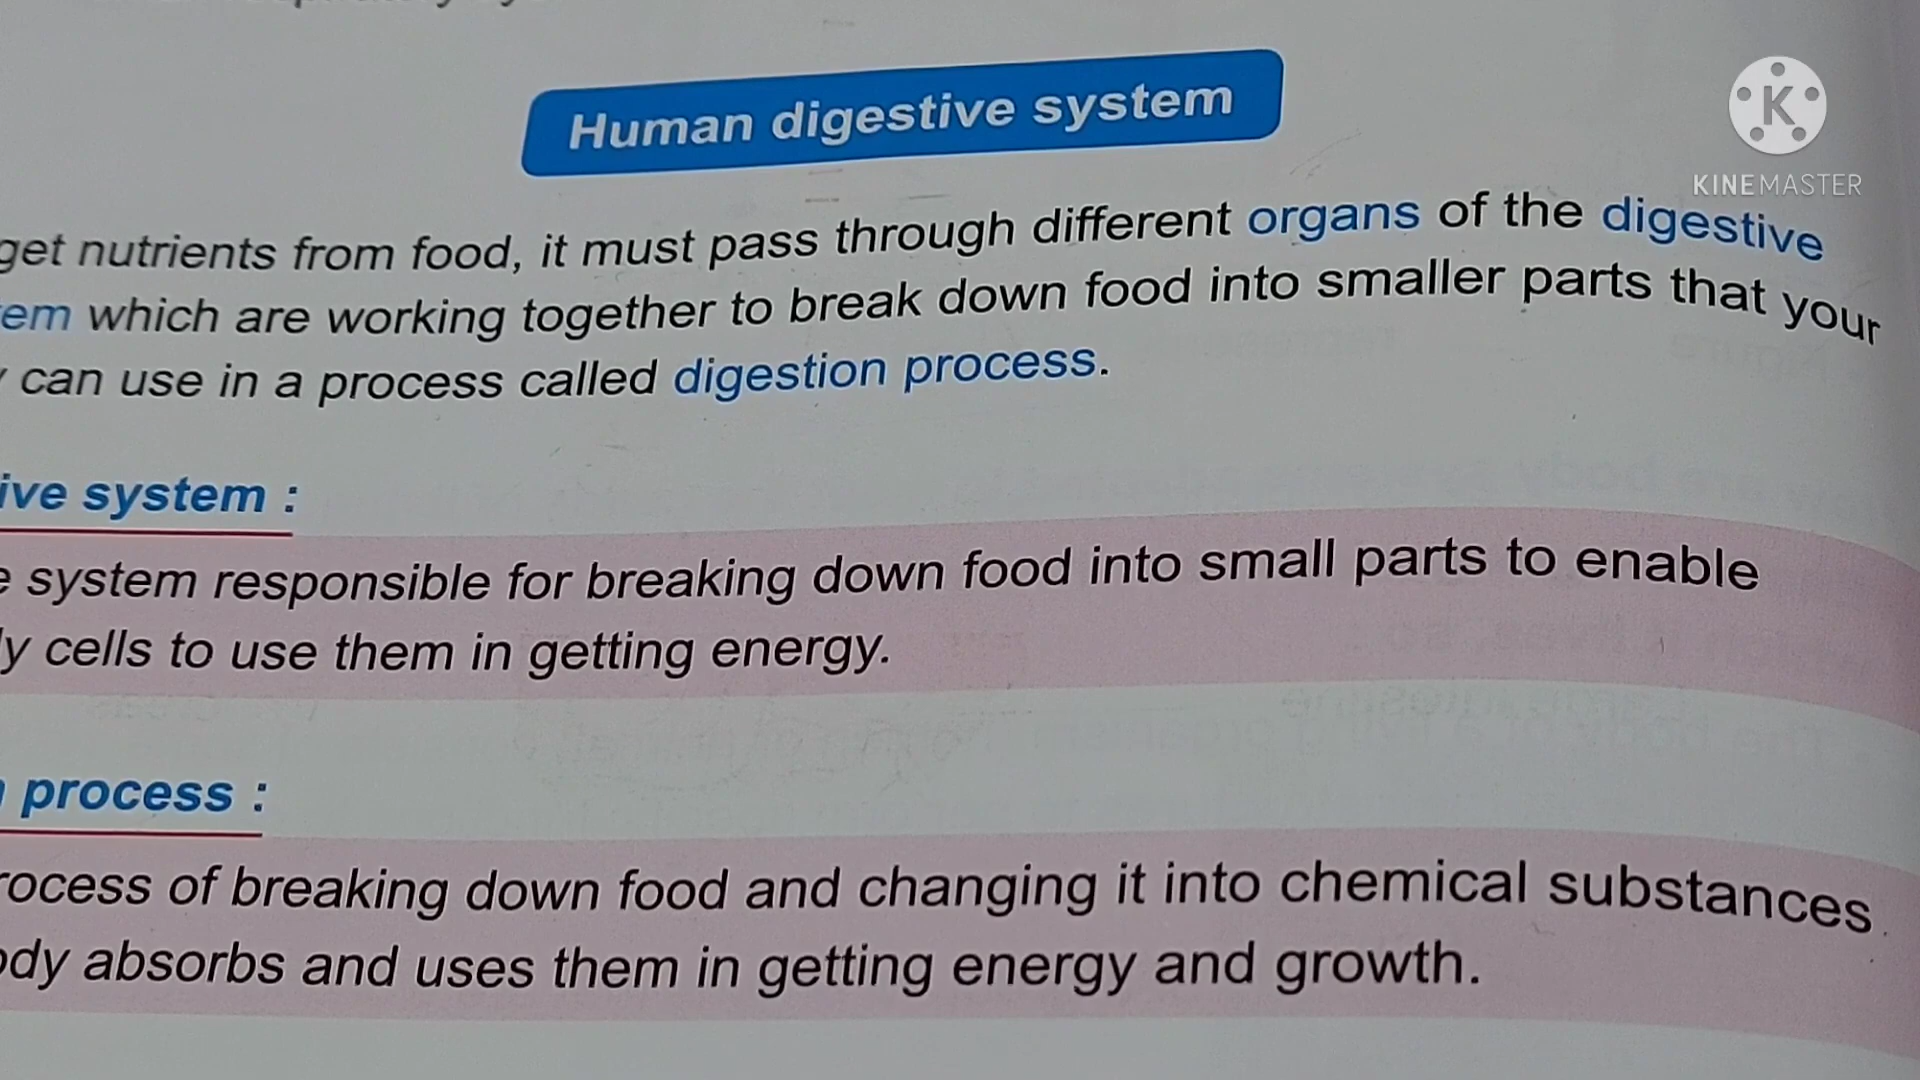 Human digestive system
K
KINEMASTER
get nutrients from food, it must pass through different organs of the digestive
em which are working together to break down food into smaller parts that your
can use in a process called digestion process.
ive system :
system responsible for breaking down food into small parts to enable
y cells to use them in getting energy.
process :
rocess of breaking down food and changing it into chemical substances
ody absorbs and uses them in getting energy and growth.